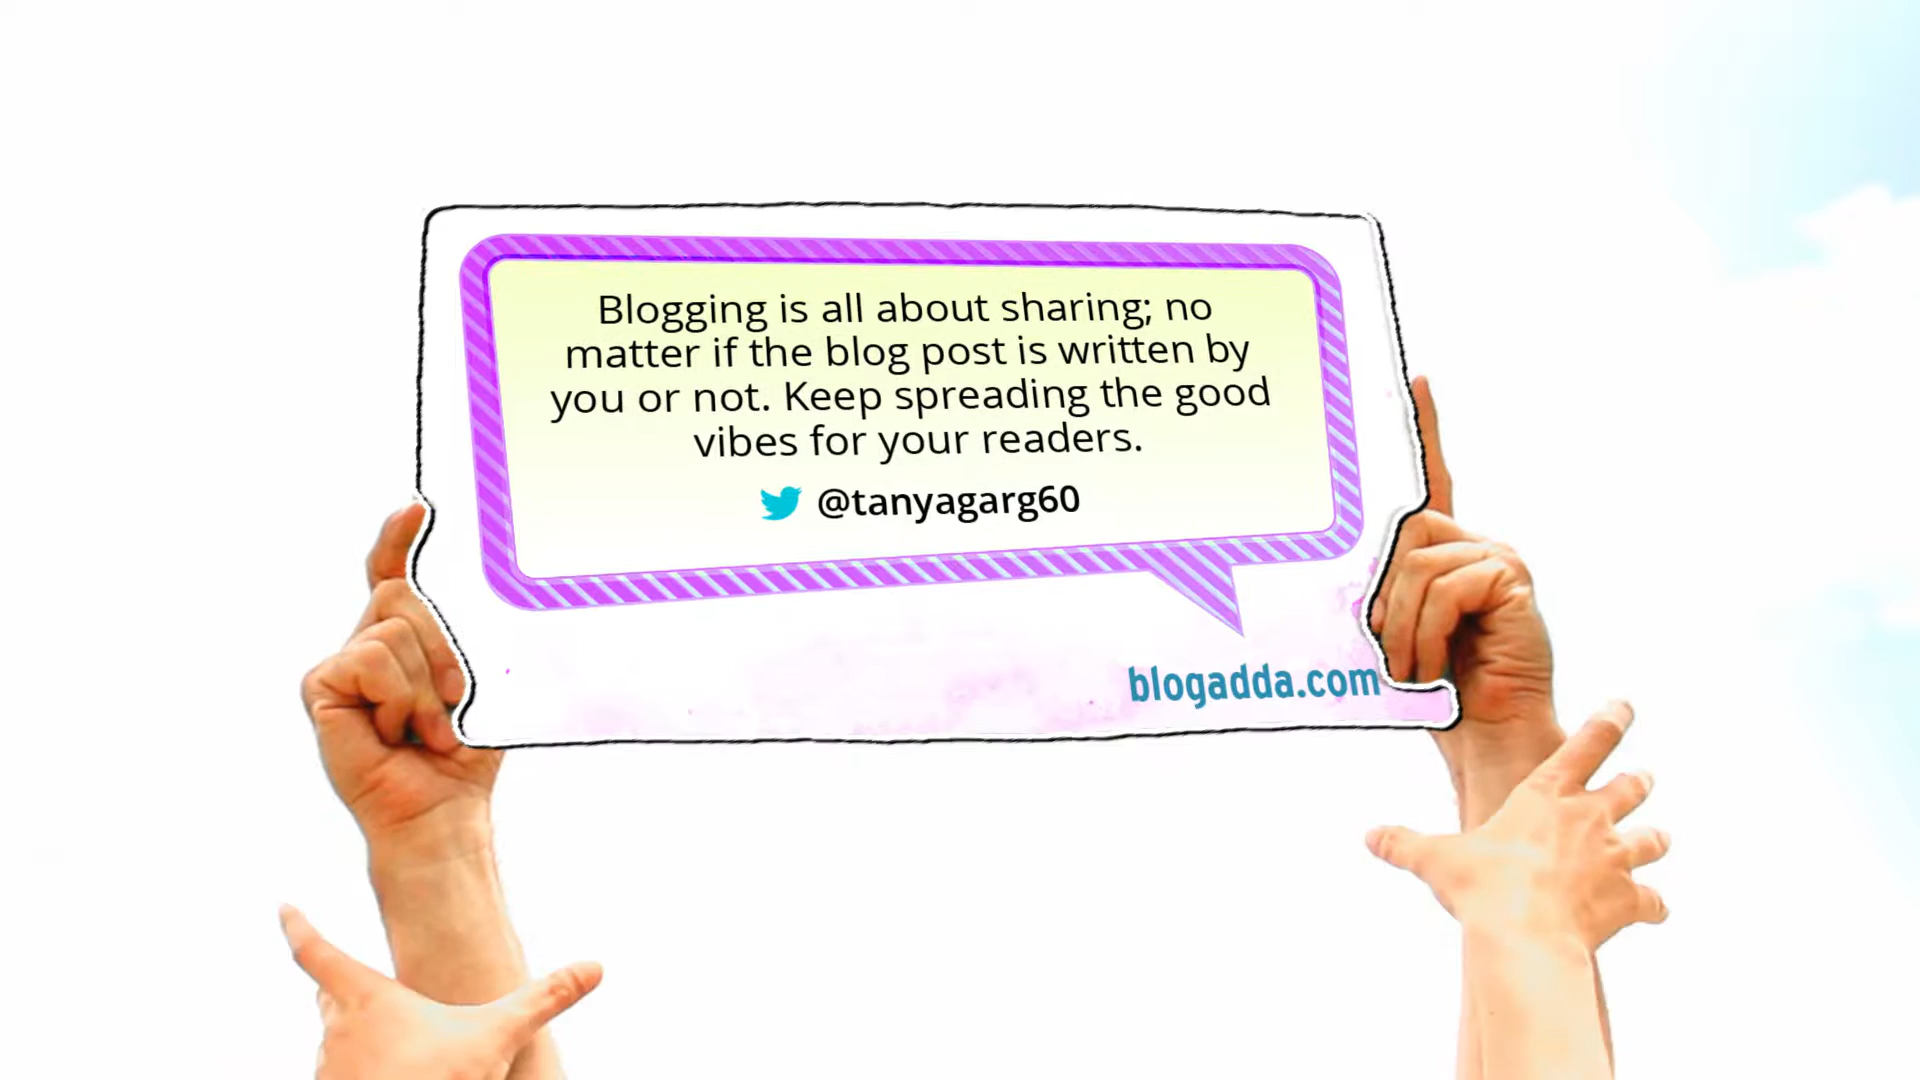 Blogging is all about sharing; no
matter if the blog post is written by
you or not. Keep spreading the good
vibes for your readers.
@tanyagarg60
blogadda.com